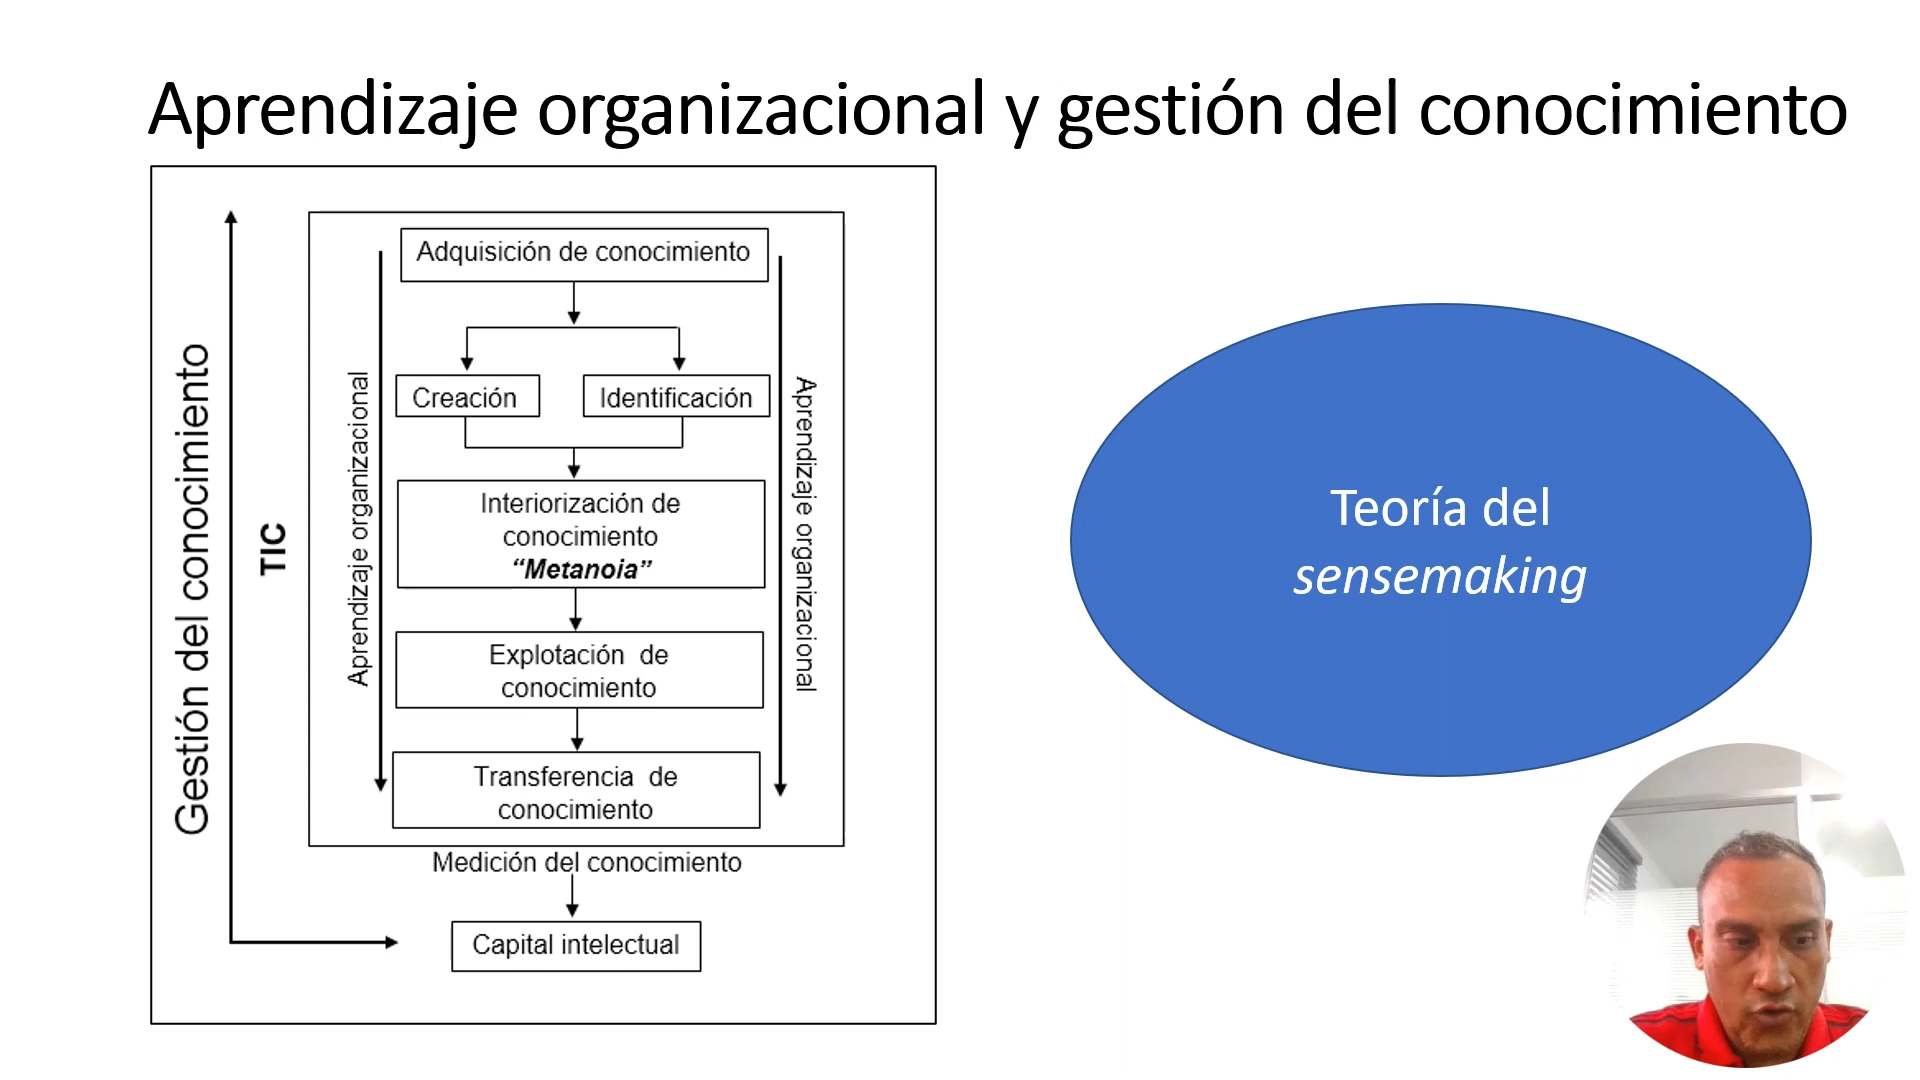 Aprendizaje organizacional y gestión del conocimiento
Gestión del conocimiento
TIC
Aprendizaje organizacional
Adquisición de conocimiento
Creación
Identificación
Interiorización de
conocimiento
“Metanoia”
Explotación de
conocimiento
Transferencia de
conocimiento
Aprendizaje organizacional
Medición del conocimiento
Capital intelectual
Teoría del
sensemaking